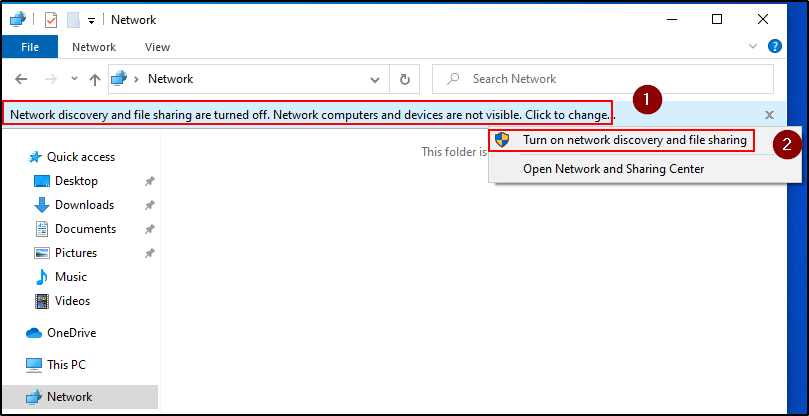 Network
File Network View
Network
Search Network
1
Network discovery and file sharing are turned off. Network computers and devices are not visible. Click to change...
Turn on network discovery and file sharing
2
This folder is
Open Network and Sharing Center
Quick access
Desktop
Downloads
Documents
Pictures
Music
Videos
OneDrive
This PC
Network